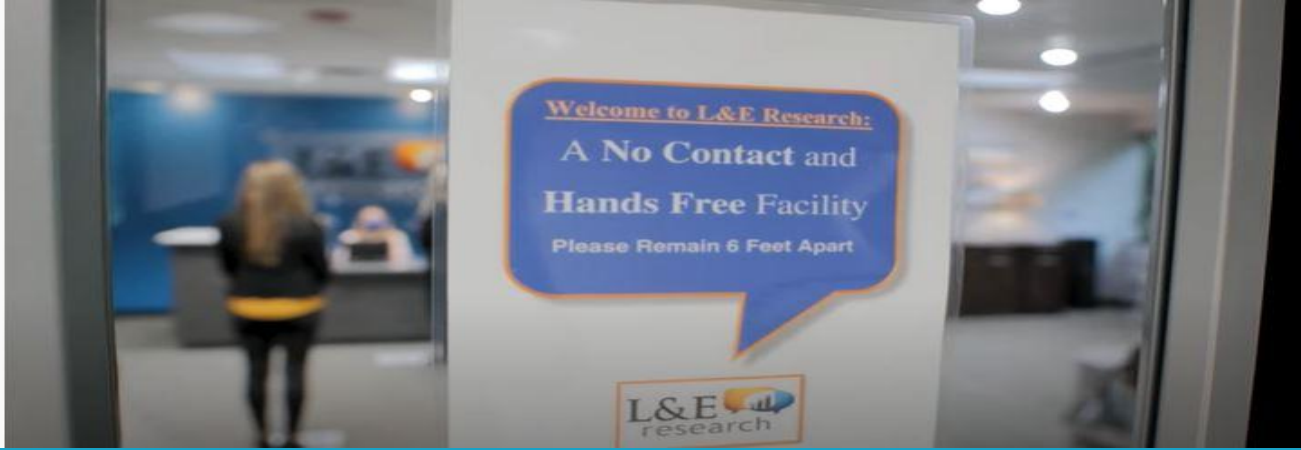 Welcome to L&E Research:
A No Contact and
Hands Free Facility
Please Remain 6 Feet Apart
L&E
research
L&E